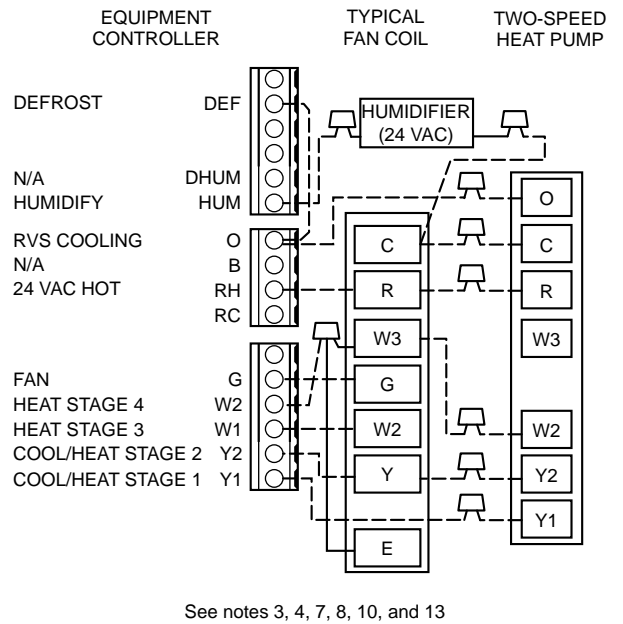 EQUIPMENT
CONTROLLER
TYPICAL
FAN COIL
TWO-SPEED
HEAT PUMP
DEFROST DEF
HUMIDIFIER
(24 VAC)
N/A DHUM
HUMIDIFY HUM
RVS COOLING O
N/A B
24 VAC HOT RH
RC
FAN G
HEAT STAGE 4 W2
HEAT STAGE 3 W1
COOL/HEAT STAGE 2 Y2
COOL/HEAT STAGE 1 Y1
C
R
W3
G
W2
Y
E
O
C
R
W3
W2
Y2
Y1
See notes 3, 4, 7, 8, 10, and 13